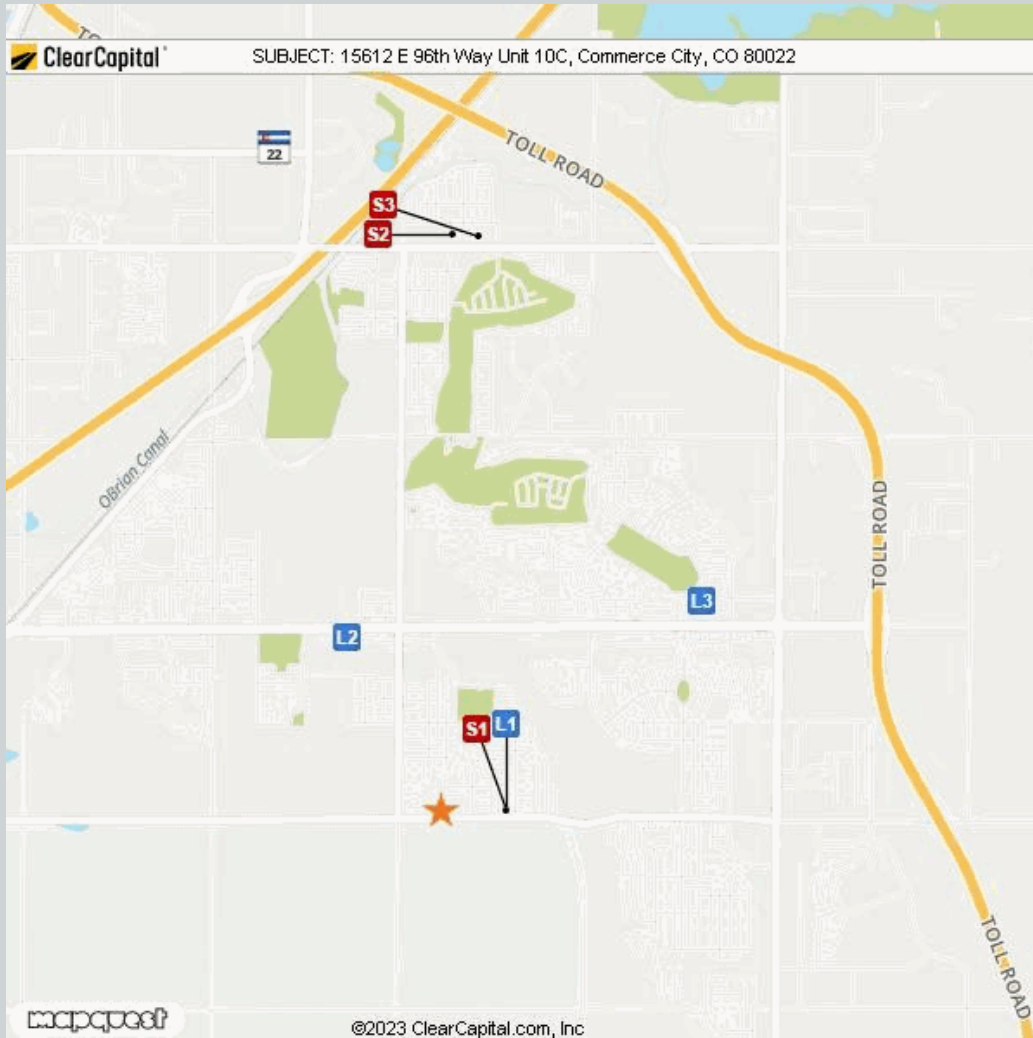 TO
ClearCapital
SUBJECT: 15612 E 96th Way Unit 10C, Commerce City, CO 80022
TOLL ROAD
22
S3
S2
OBrian Canal
TOLL ROAD
L3
L2
S1 L1
TOLL ROAD
mapquest
©2023 ClearCapital.com, Inc